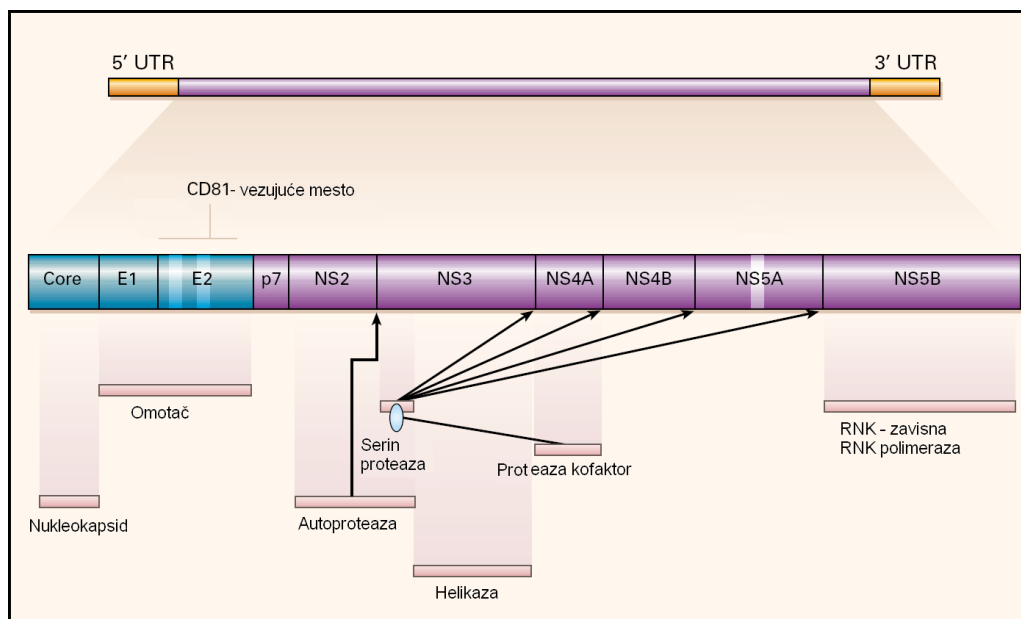 5′ UTR
3′ UTR
CD81- vezujuće mesto
Core
E1
E2
p7
NS2
NS3
NS4A
NS4B
NS5A
NS5B
Omotač
Serin
proteaza
Proteaza kofaktor
RNK - zavisna
RNK polimeraza
Nukleokapsid
Autoproteaza
Helikaza